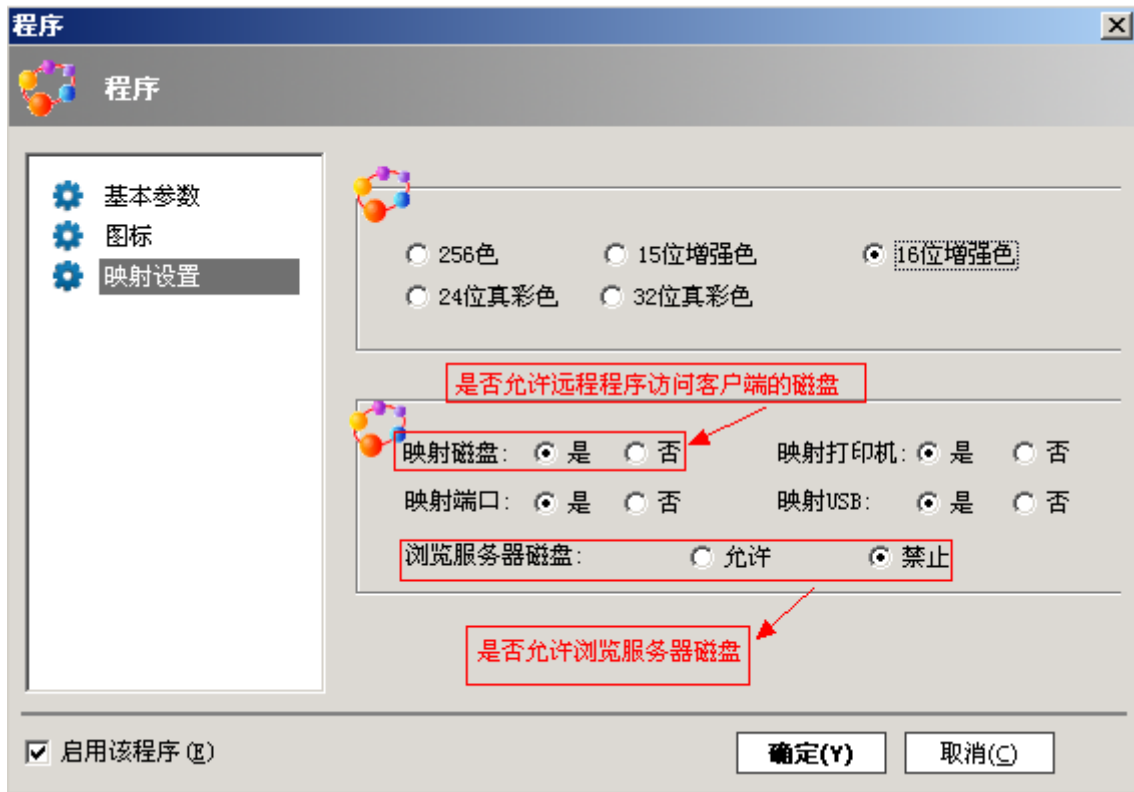 程序
程序
基本参数
图标
映射设置
256色 15位增强色 16位增强色
24位真彩色 32位真彩色
是否允许远程程序访问客户端的磁盘
映射磁盘: 是 否 映射打印机: 是 否
映射端口: 是 否 映射USB: 是 否
浏览服务器磁盘: 允许 禁止
是否允许浏览服务器磁盘
启用该程序(E) 确定(Y) 取消(C)